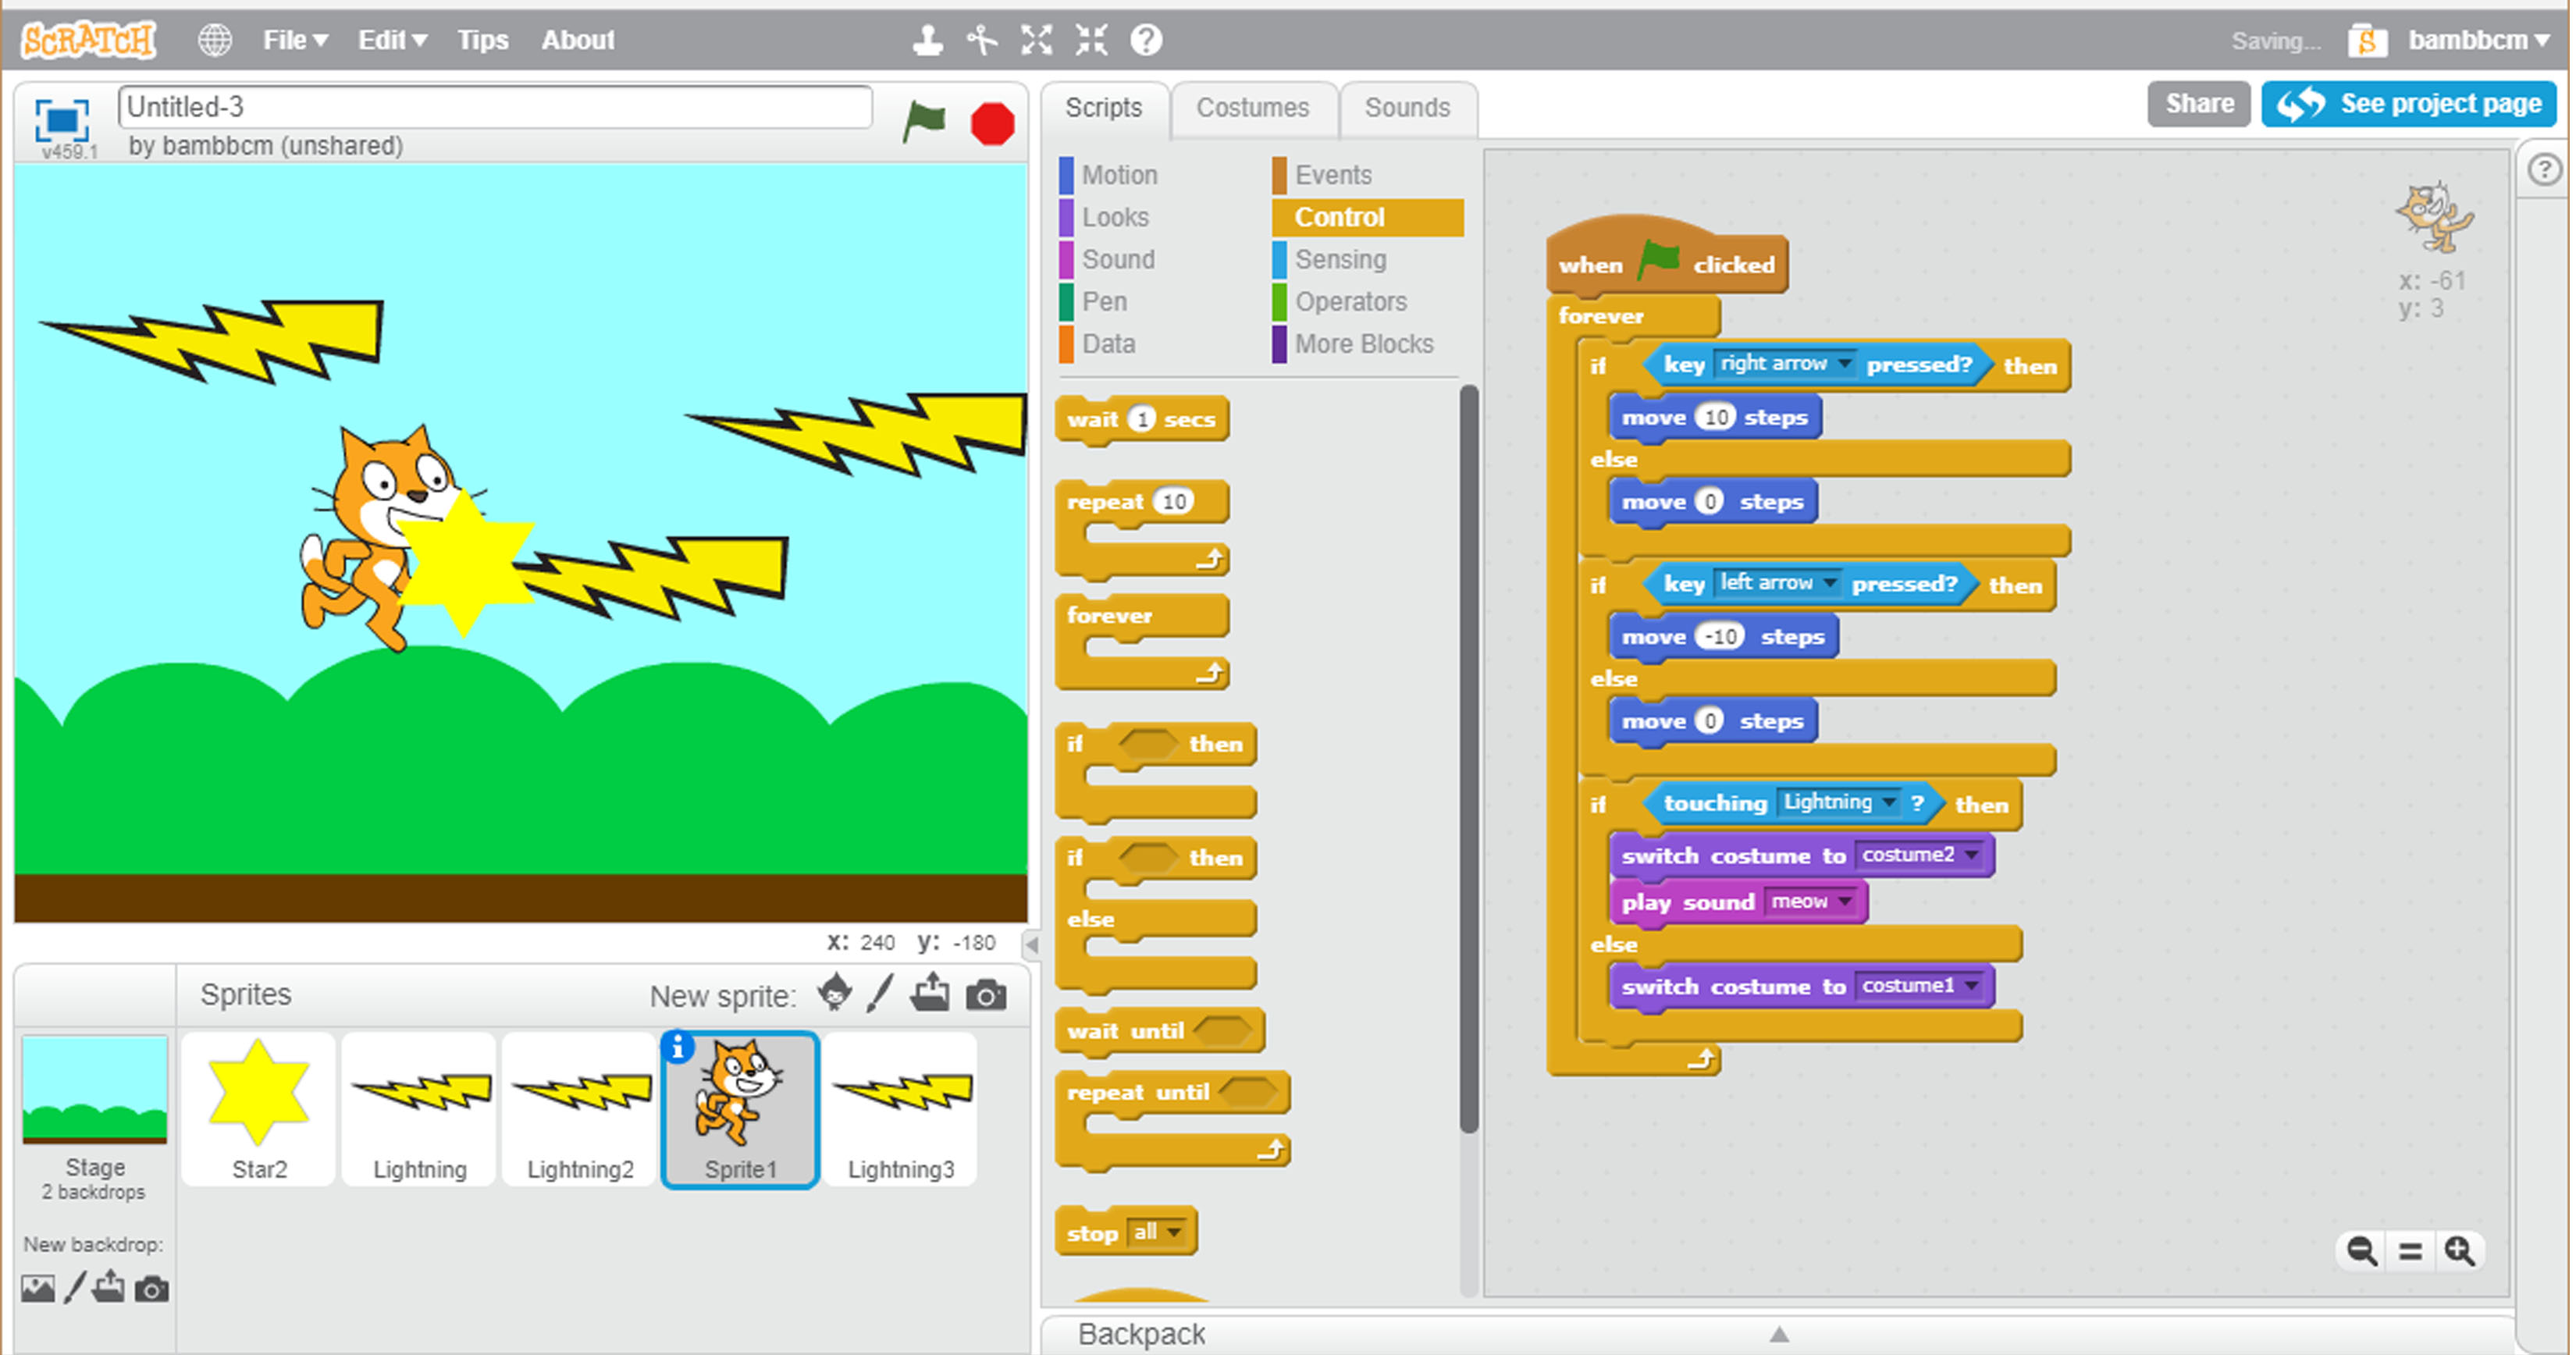 SCRATCH File Edit Tips About Saving... S bambbcm
Untitled-3
by bambbcm (unshared)
v459.1
Scripts Costumes Sounds
Share See project page
Motion Events
Looks Control
Sound Sensing
Pen Operators
Data More Blocks
wait 1 secs
repeat 10
forever
if then
if then
else
wait until
repeat until
stop all
when clicked
forever
if key right arrow pressed? then
move 10 steps
else
move 0 steps
if key left arrow pressed? then
move -10 steps
else
move 0 steps
if touching Lightning ? then
switch costume to costume2
play sound meow
else
switch costume to costume1
x: -61
y: 3
x: 240 y: -180
Sprites New sprite:
Stage
2 backdrops
New backdrop:
Star2 Lightning Lightning2 Sprite1 Lightning3
Backpack